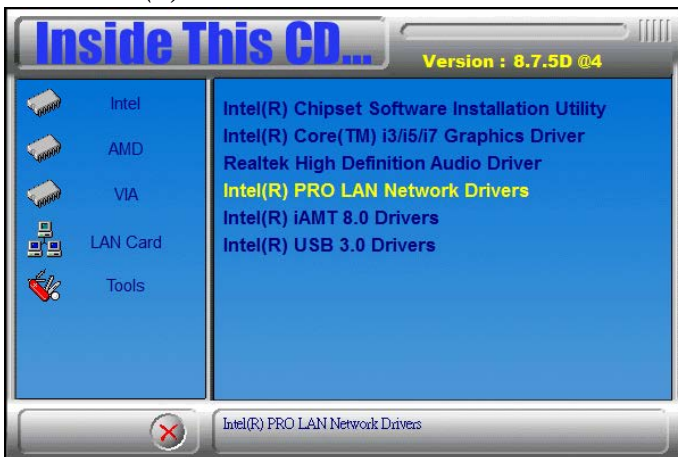 Inside This CD...
Version : 8.7.5D @4
Intel
AMD
VIA
LAN Card
Tools
Intel(R) Chipset Software Installation Utility
Intel(R) Core(TM) i3/i5/i7 Graphics Driver
Realtek High Definition Audio Driver
Intel(R) PRO LAN Network Drivers
Intel(R) iAMT 8.0 Drivers
Intel(R) USB 3.0 Drivers
Intel(R) PRO LAN Network Drivers